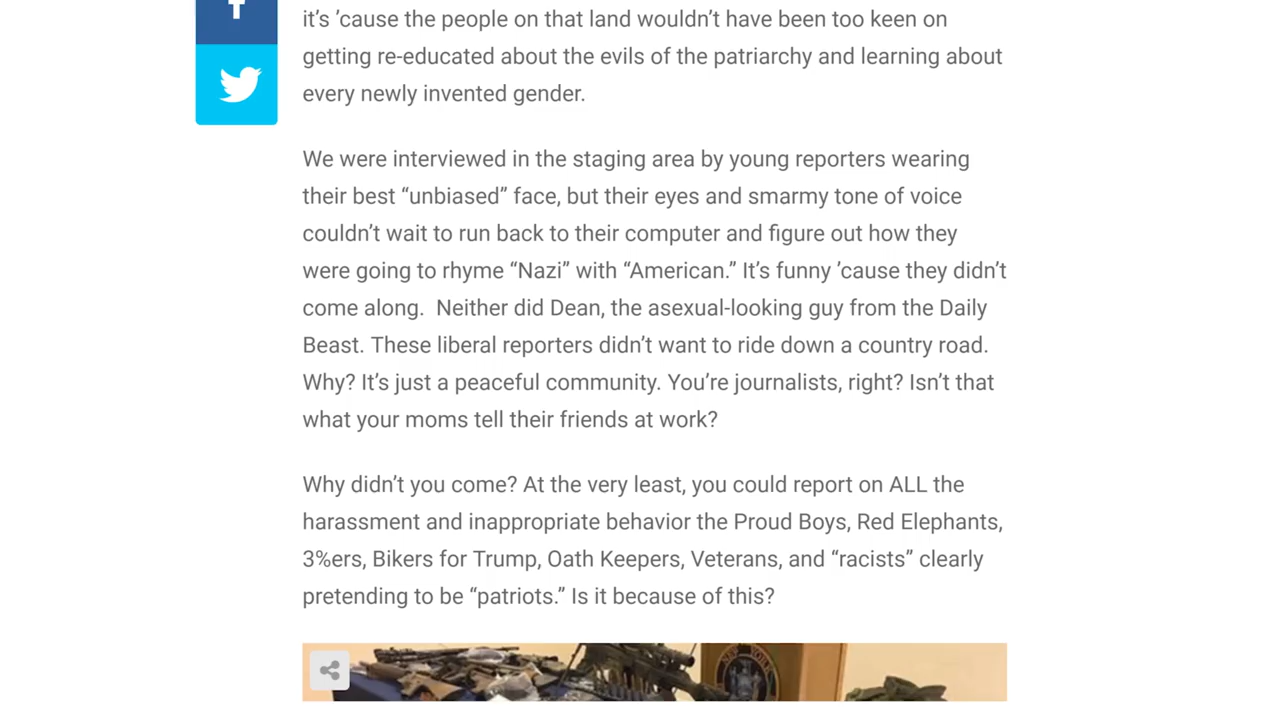 it’s ’cause the people on that land wouldn’t have been too keen on
getting re-educated about the evils of the patriarchy and learning about
every newly invented gender.
We were interviewed in the staging area by young reporters wearing
their best “unbiased” face, but their eyes and smarmy tone of voice
couldn’t wait to run back to their computer and figure out how they
were going to rhyme “Nazi” with “American.” It’s funny ’cause they didn’t
come along.  Neither did Dean, the asexual-looking guy from the Daily
Beast. These liberal reporters didn’t want to ride down a country road.
Why? It’s just a peaceful community. You’re journalists, right? Isn’t that
what your moms tell their friends at work?
Why didn’t you come? At the very least, you could report on ALL the
harassment and inappropriate behavior the Proud Boys, Red Elephants,
3%ers, Bikers for Trump, Oath Keepers, Veterans, and “racists” clearly
pretending to be “patriots.” Is it because of this?